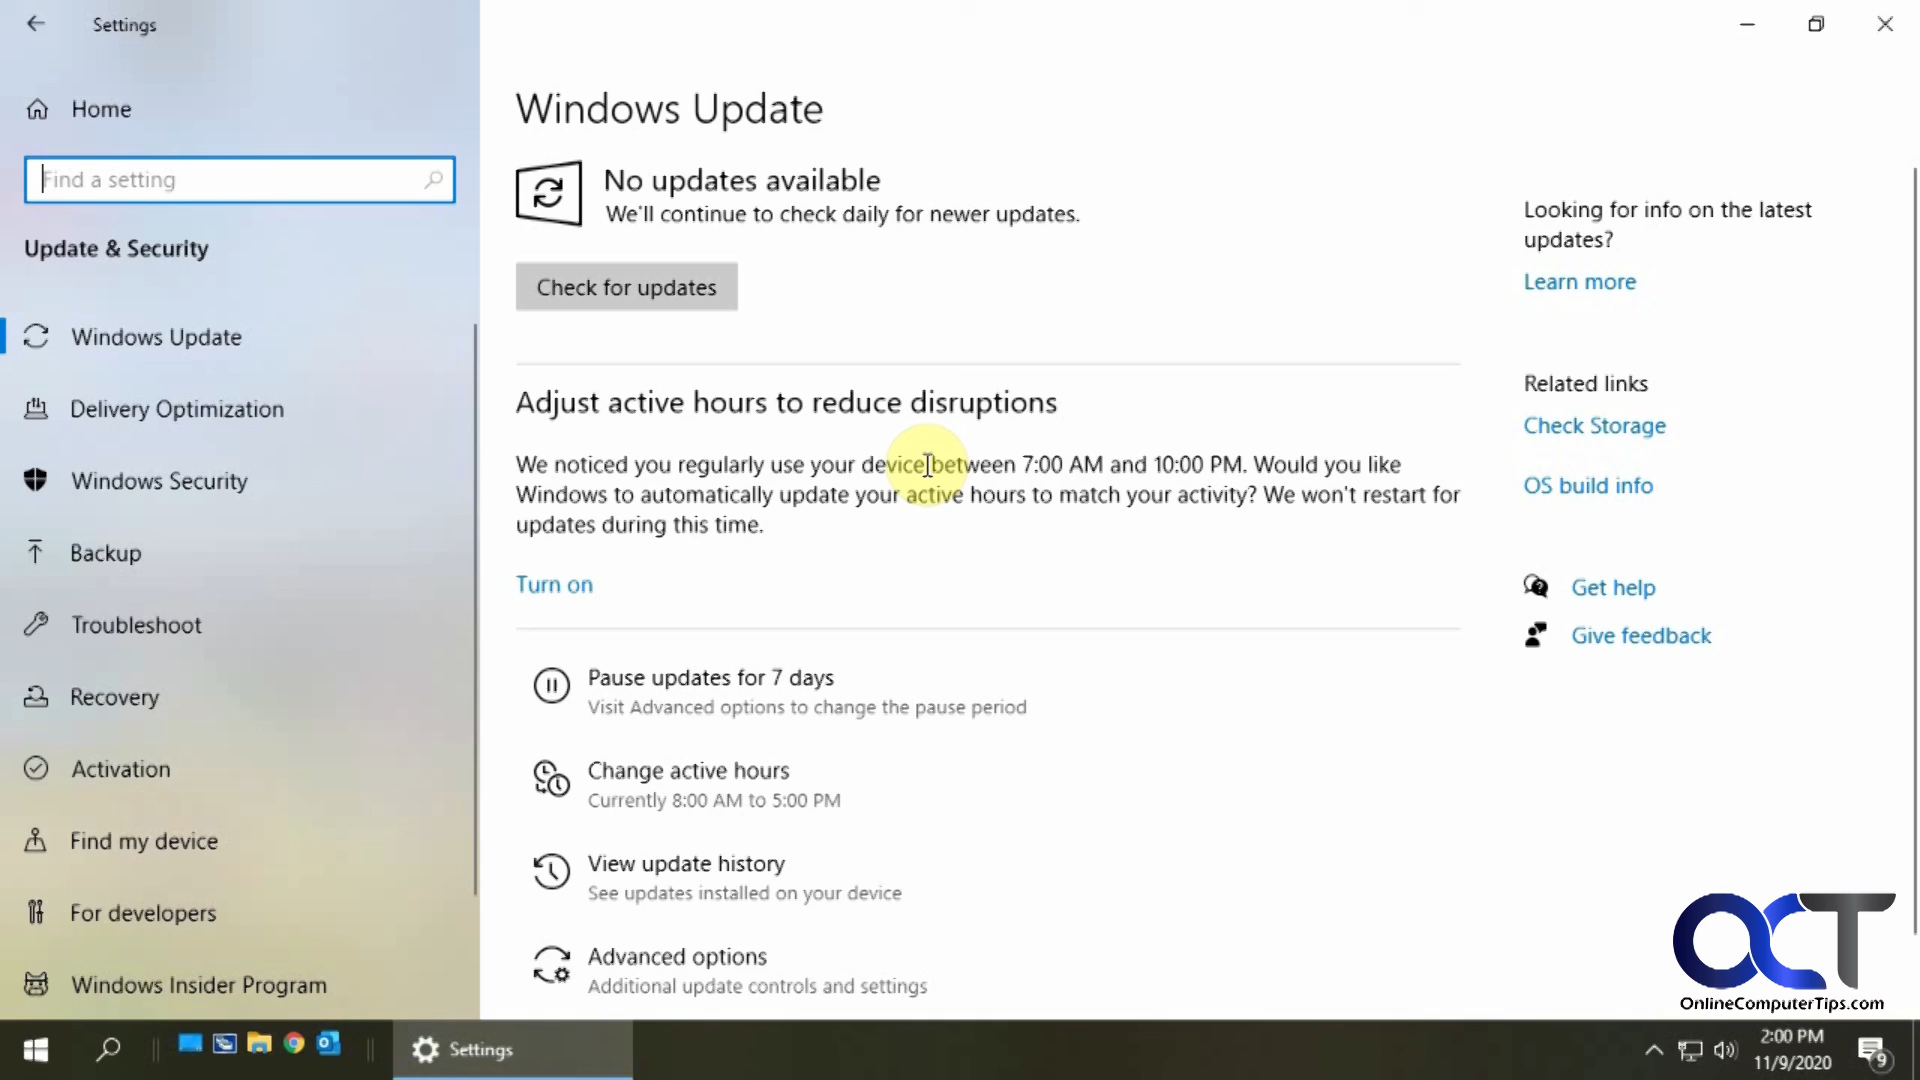 Settings
Home
Find a setting
Update & Security
Windows Update
Delivery Optimization
Windows Security
Backup
Troubleshoot
Recovery
Activation
Find my device
For developers
Windows Insider Program
Windows Update
No updates available
We'll continue to check daily for newer updates.
Check for updates
Adjust active hours to reduce disruptions
We noticed you regularly use your device between 7:00 AM and 10:00 PM. Would you like
Windows to automatically update your active hours to match your activity? We won't restart for
updates during this time.
Turn on
Pause updates for 7 days
Visit Advanced options to change the pause period
Change active hours
Currently 8:00 AM to 5:00 PM
View update history
See updates installed on your device
Advanced options
Additional update controls and settings
Looking for info on the latest
updates?
Learn more
Related links
Check Storage
OS build info
Get help
Give feedback
OCT
OnlineComputerTips.com
Settings
2:00 PM
11/9/2020
9